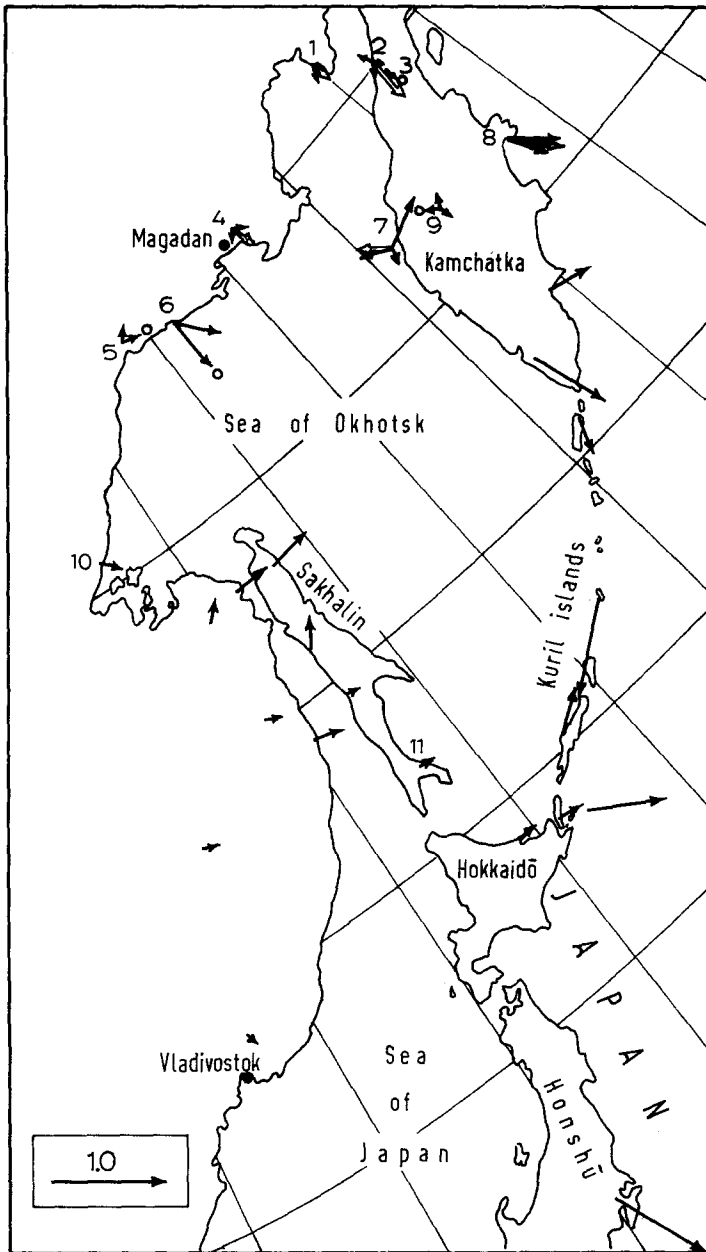 1
2
3
8
4
7
9
Magadan
Kamchátka
6
5
Sea of Okhotsk
10
Sakhalin
Kuril islands
11
Hokkaidō
JAPAN
Vladivostok
Sea
of
Japan
Honshū
1.0